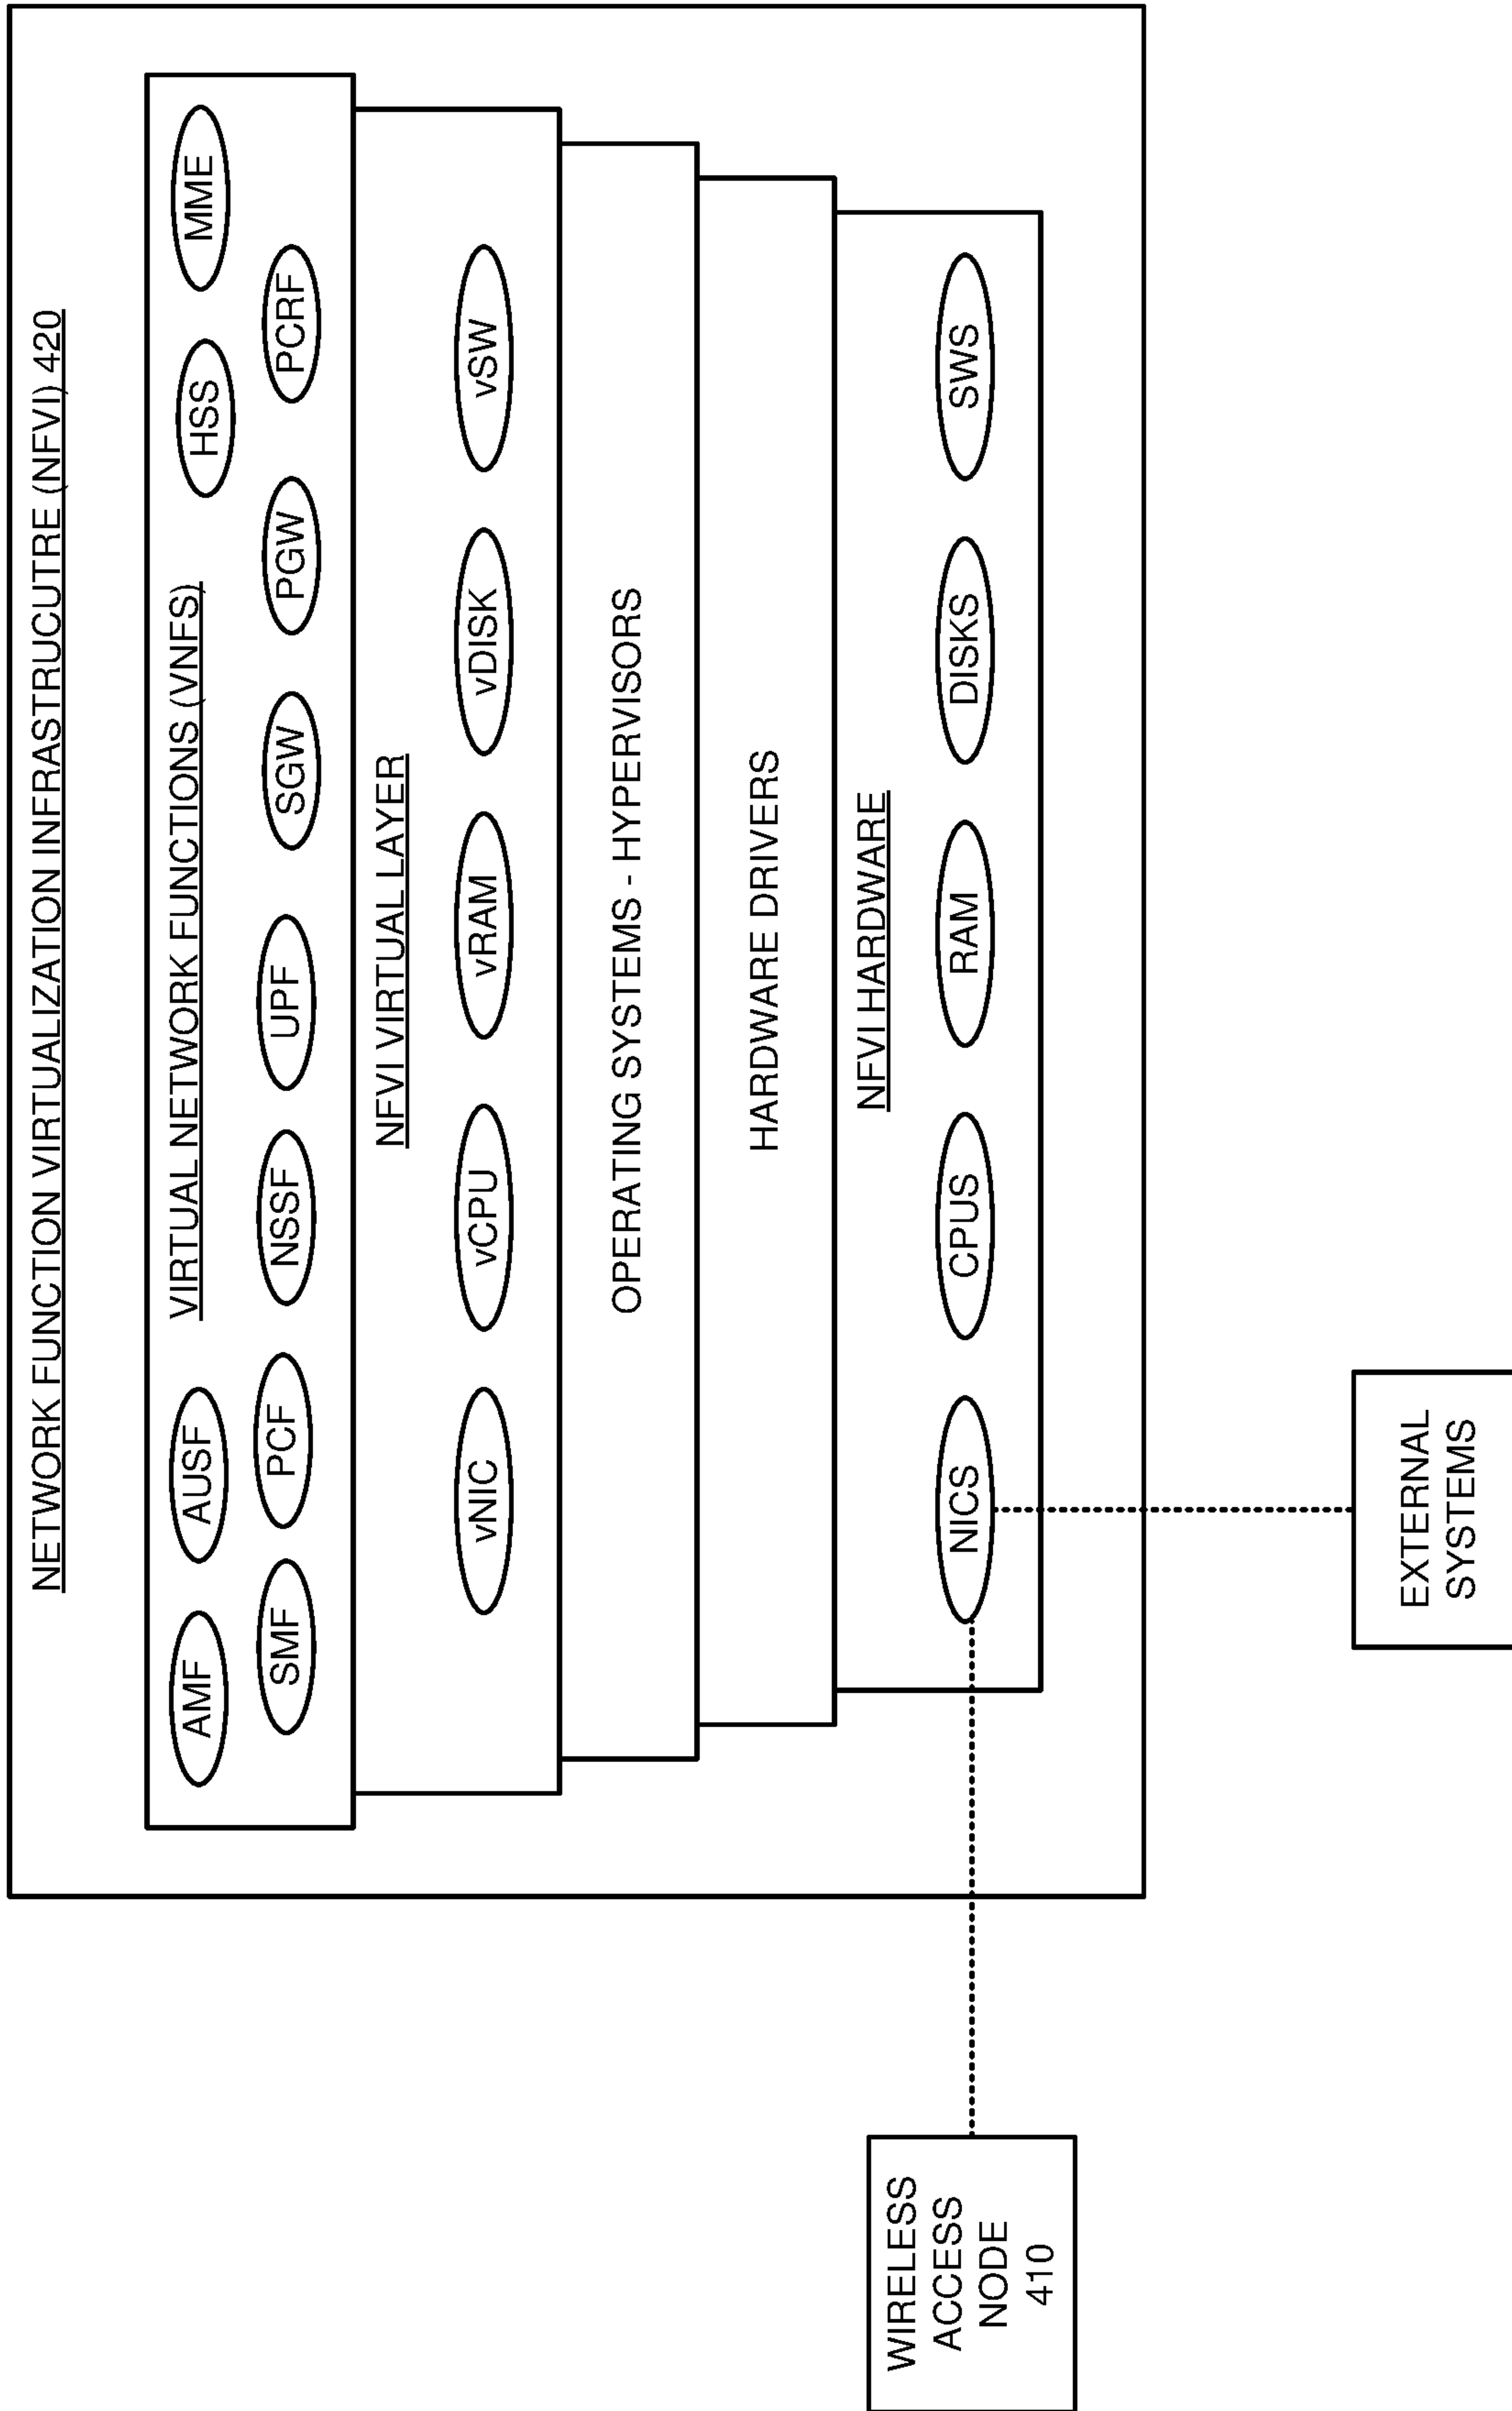 NETWORK FUNCTION VIRTUALIZATION INFRASTRUCUTRE (NFVI) 420
VIRTUAL NETWORK FUNCTIONS (VNFS)
AMF
AUSF
HSS
MME
SMF
PCF
NSSF
UPF
SGW
PGW
PCRF
NFVI VIRTUAL LAYER
vNIC
vCPU
vRAM
vDISK
vSW
OPERATING SYSTEMS - HYPERVISORS
HARDWARE DRIVERS
NFVI HARDWARE
NICS
CPUS
RAM
DISKS
SWS
WIRELESS
ACCESS
NODE
410
EXTERNAL
SYSTEMS